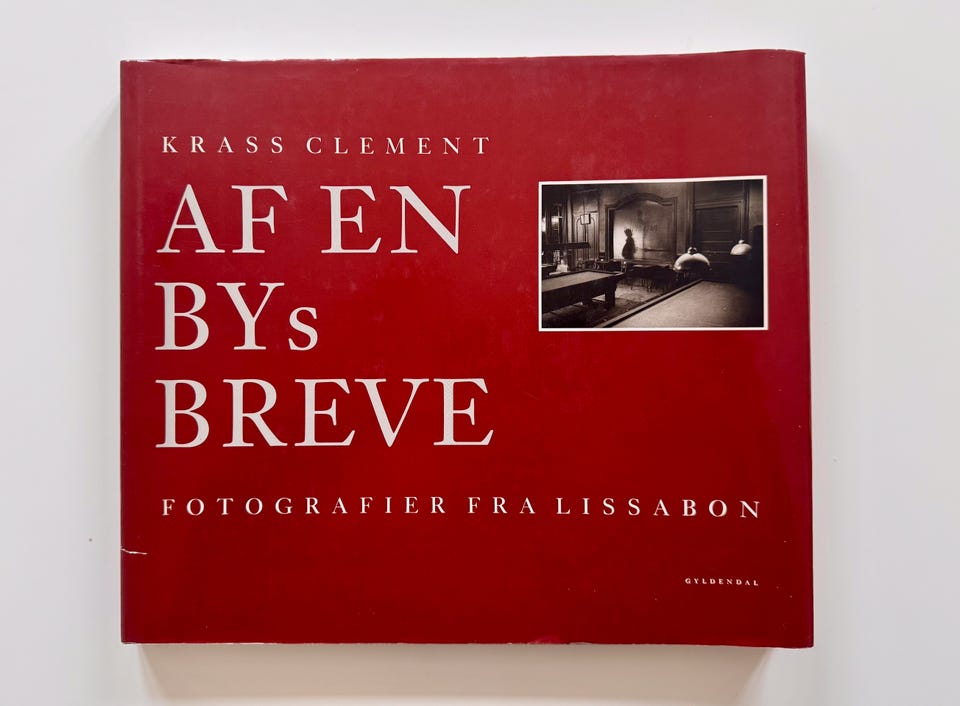 KRASS CLEMENT
AF EN
BYs
BREVE
FOTOGRAFIER FRA LISSABON
GYLDENDAL